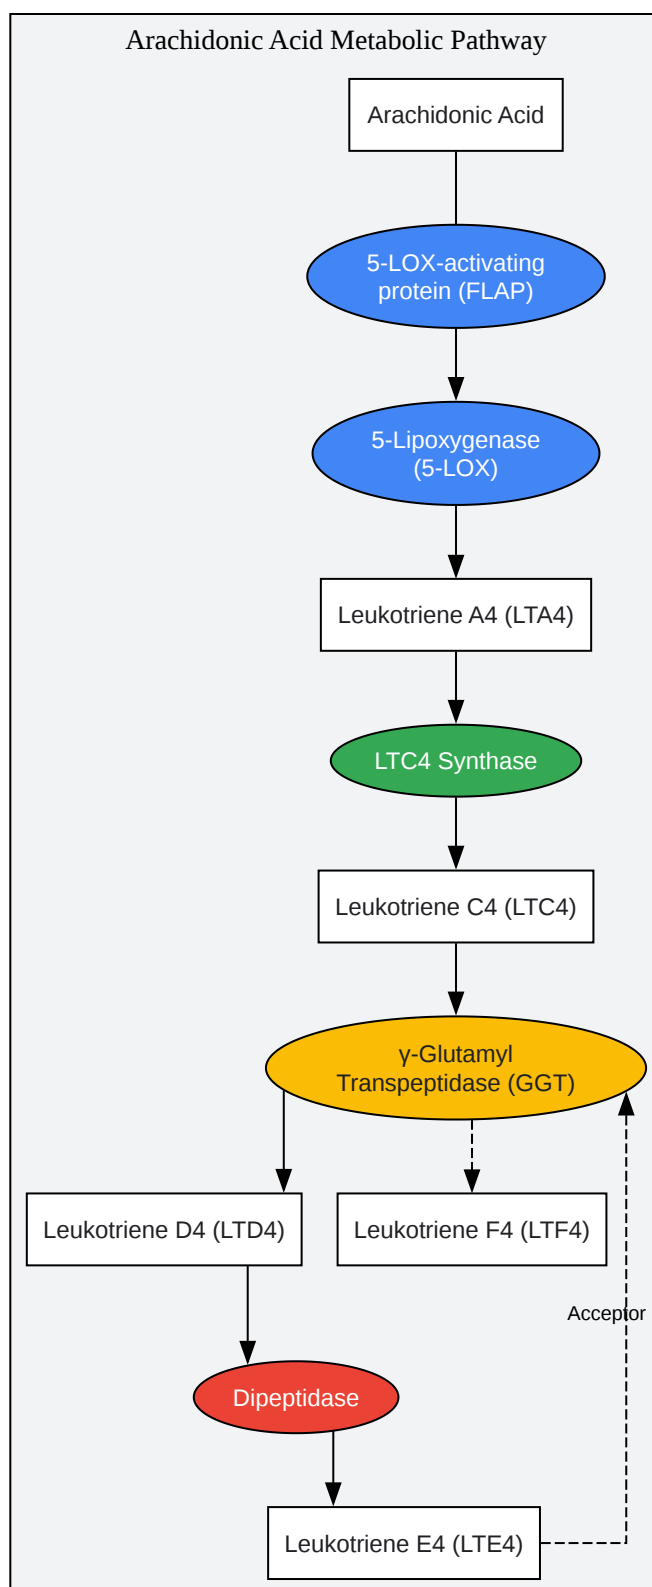 Arachidonic Acid Metabolic Pathway
Arachidonic Acid
5-LOX-activating
protein (FLAP)
5-Lipoxygenase
(5-LOX)
Leukotriene A4 (LTA4)
LTC4 Synthase
Leukotriene C4 (LTC4)
γ-Glutamyl
Transpeptidase (GGT)
Leukotriene D4 (LTD4)
Leukotriene F4 (LTF4)
Acceptor
Dipeptidase
Leukotriene E4 (LTE4)